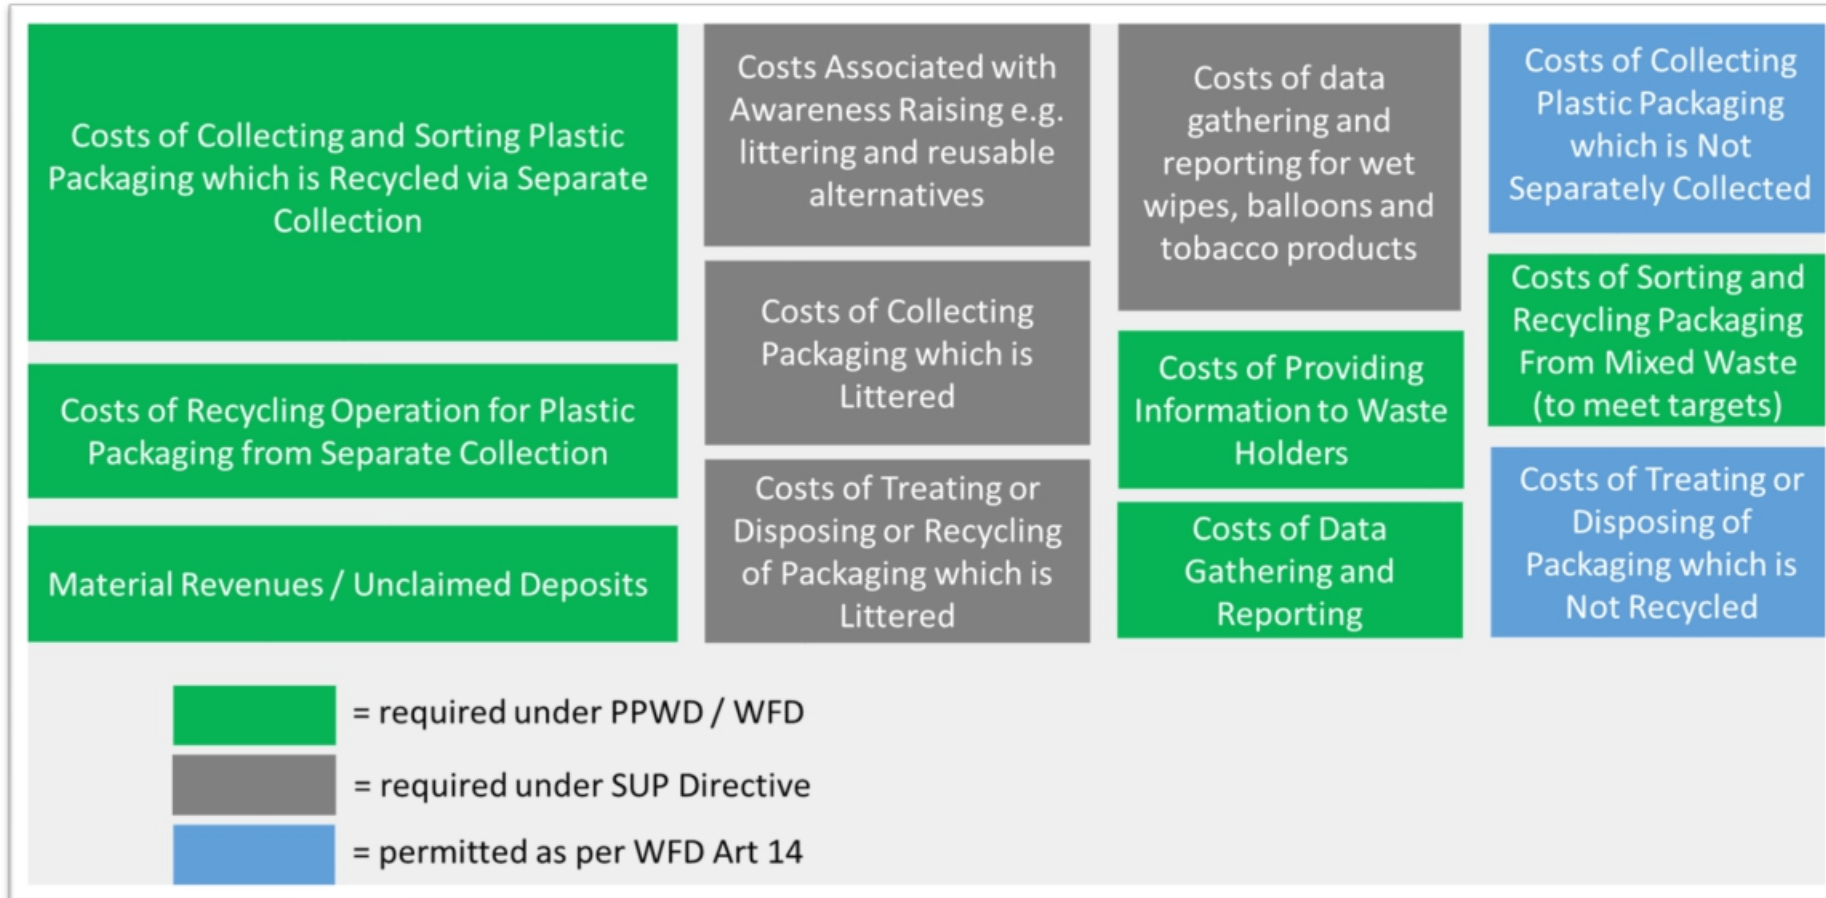 Costs of Collecting and Sorting Plastic
Packaging which is Recycled via Separate
Collection
Costs of Recycling Operation for Plastic
Packaging from Separate Collection
Material Revenues / Unclaimed Deposits
Costs Associated with
Awareness Raising e.g.
littering and reusable
alternatives
Costs of Collecting
Packaging which is
Littered
Costs of Treating or
Disposing or Recycling
of Packaging which is
Littered
Costs of data
gathering and
reporting for wet
wipes, balloons and
tobacco products
Costs of Providing
Information to Waste
Holders
Costs of Data
Gathering and
Reporting
Costs of Collecting
Plastic Packaging
which is Not
Separately Collected
Costs of Sorting and
Recycling Packaging
From Mixed Waste
(to meet targets)
Costs of Treating or
Disposing of
Packaging which is
Not Recycled
= required under PPWD / WFD
= required under SUP Directive
= permitted as per WFD Art 14